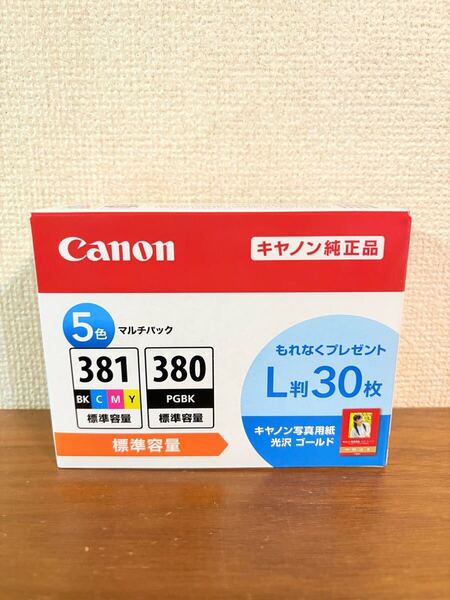 Canon
キヤノン純正品
5色
マルチパック
381
BK C M Y
標準容量
380
PGBK
標準容量
標準容量
もれなくプレゼント
L判30枚
キヤノン写真用紙
光沢 ゴールド